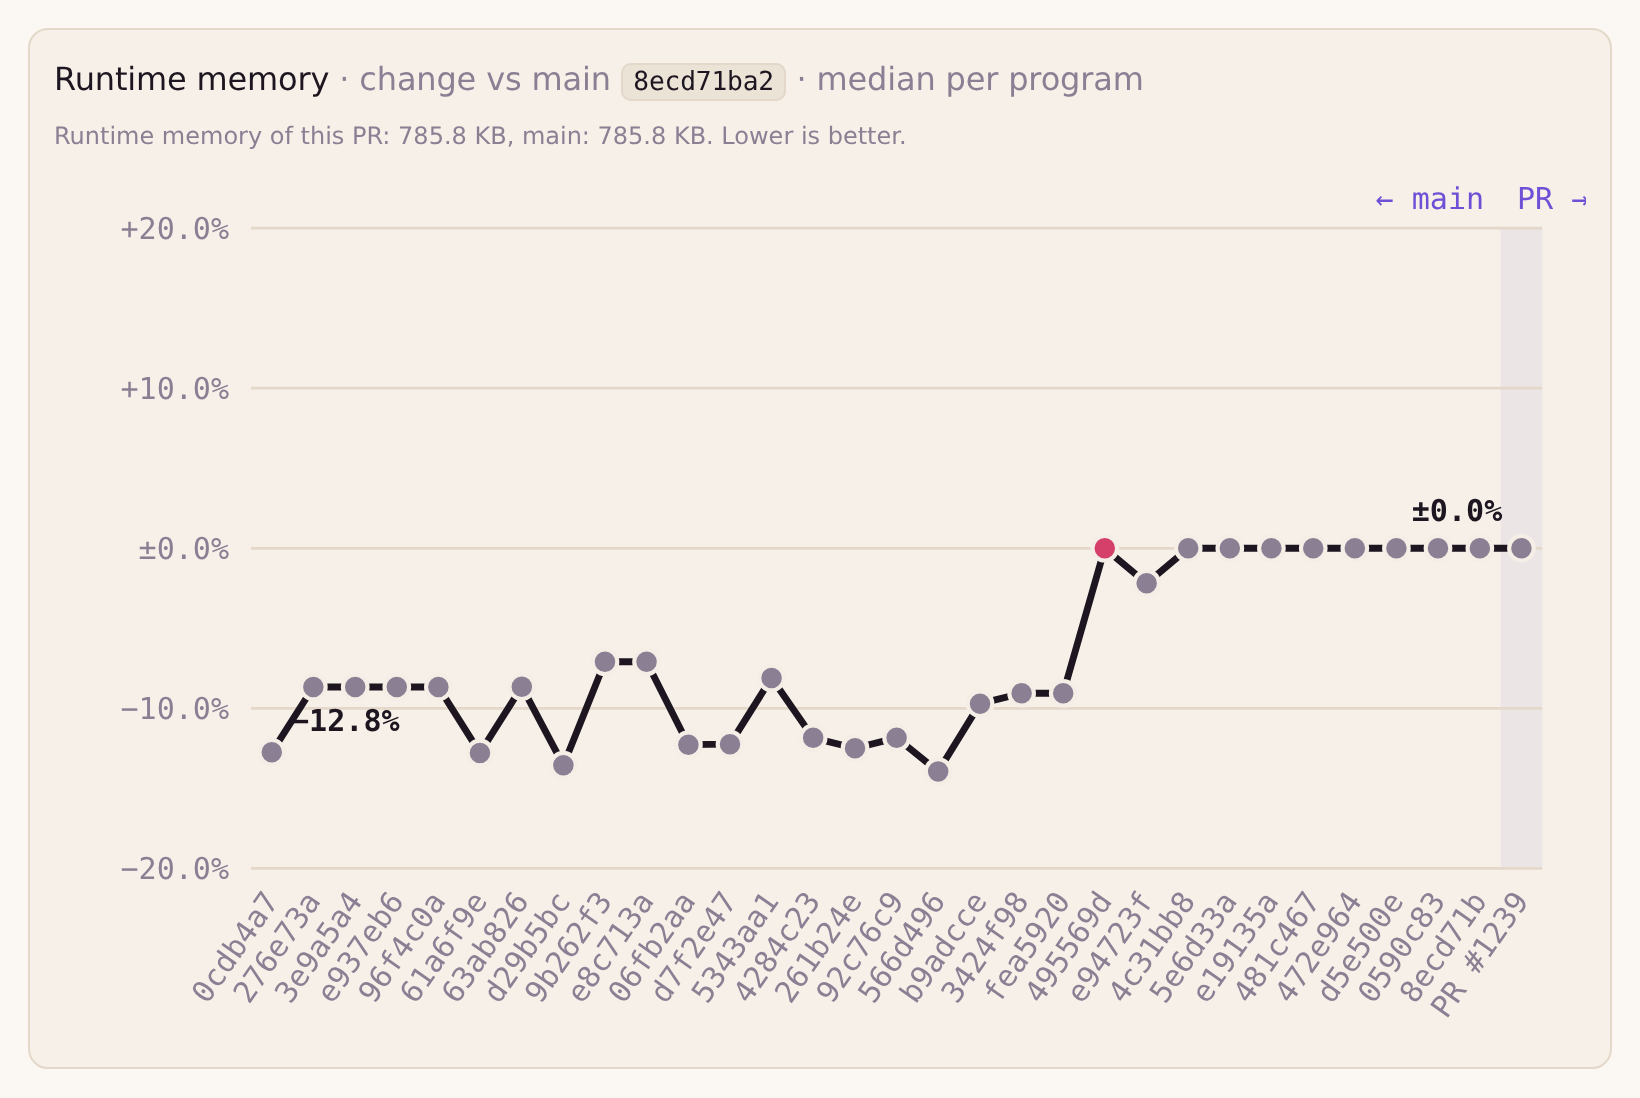 Runtime memory · change vs main 8ecd71ba2 · median per program
Runtime memory of this PR: 785.8 KB, main: 785.8 KB. Lower is better.
← main PR →
+20.0%
+10.0%
±0.0%
−10.0%
−20.0%
−12.8%
±0.0%
0cdb4a7
276e73a
3e9a5a4
e937eb6
96f4c0a
61a6f9e
63ab826
d29b5bc
9b262f3
e8c713a
06fb2aa
d7f2e47
5343aa1
4284c23
261b24e
92c76c9
566d496
b9adcce
3424f98
fea5920
495569d
e94723f
4c31bb8
5e6d33a
e19135a
481c467
472e964
d5e500e
0590c83
8ecd71b
PR #1239